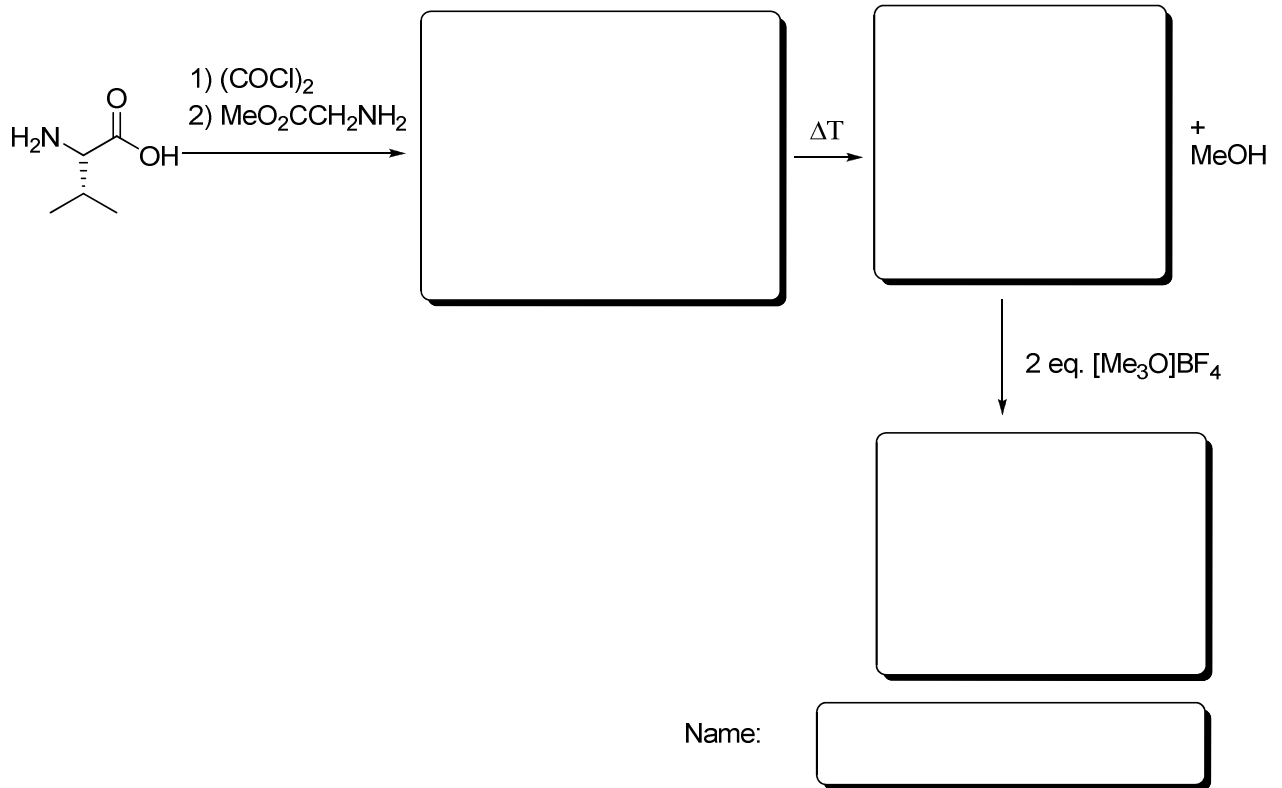 1) (COCl)2
2) MeO2CCH2NH2
O
H2N
OH
ΔT
+
MeOH
2 eq. [Me3O]BF4
Name: